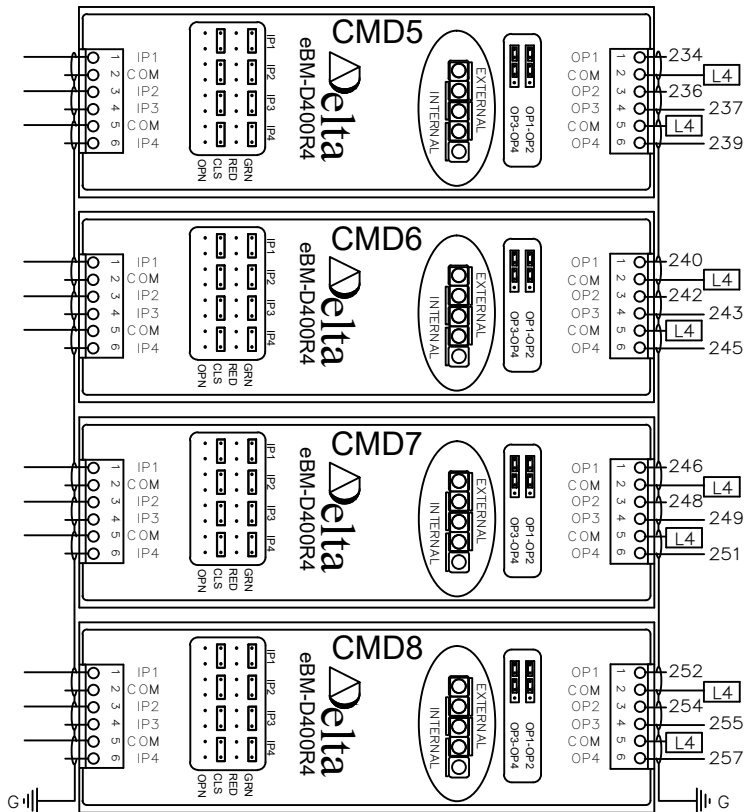 CMD5
IP1
COM
IP2
IP3
COM
IP4
1
2
3
4
5
6
IP1
IP2
IP3
IP4
OPN
CLS
RED
GRN
Delta
eBM-D400R4
EXTERNAL
INTERNAL
OP1-OP2
OP3-OP4
OP1
COM
OP2
OP3
COM
OP4
1
2
3
4
5
6
234
L4
236
237
L4
239
CMD6
IP1
COM
IP2
IP3
COM
IP4
1
2
3
4
5
6
IP1
IP2
IP3
IP4
OPN
CLS
RED
GRN
Delta
eBM-D400R4
EXTERNAL
INTERNAL
OP1-OP2
OP3-OP4
OP1
COM
OP2
OP3
COM
OP4
1
2
3
4
5
6
240
L4
242
243
L4
245
CMD7
IP1
COM
IP2
IP3
COM
IP4
1
2
3
4
5
6
IP1
IP2
IP3
IP4
OPN
CLS
RED
GRN
Delta
eBM-D400R4
EXTERNAL
INTERNAL
OP1-OP2
OP3-OP4
OP1
COM
OP2
OP3
COM
OP4
1
2
3
4
5
6
246
L4
248
249
L4
251
CMD8
IP1
COM
IP2
IP3
COM
IP4
1
2
3
4
5
6
IP1
IP2
IP3
IP4
OPN
CLS
RED
GRN
Delta
eBM-D400R4
EXTERNAL
INTERNAL
OP1-OP2
OP3-OP4
OP1
COM
OP2
OP3
COM
OP4
1
2
3
4
5
6
252
L4
254
255
L4
257
G
G